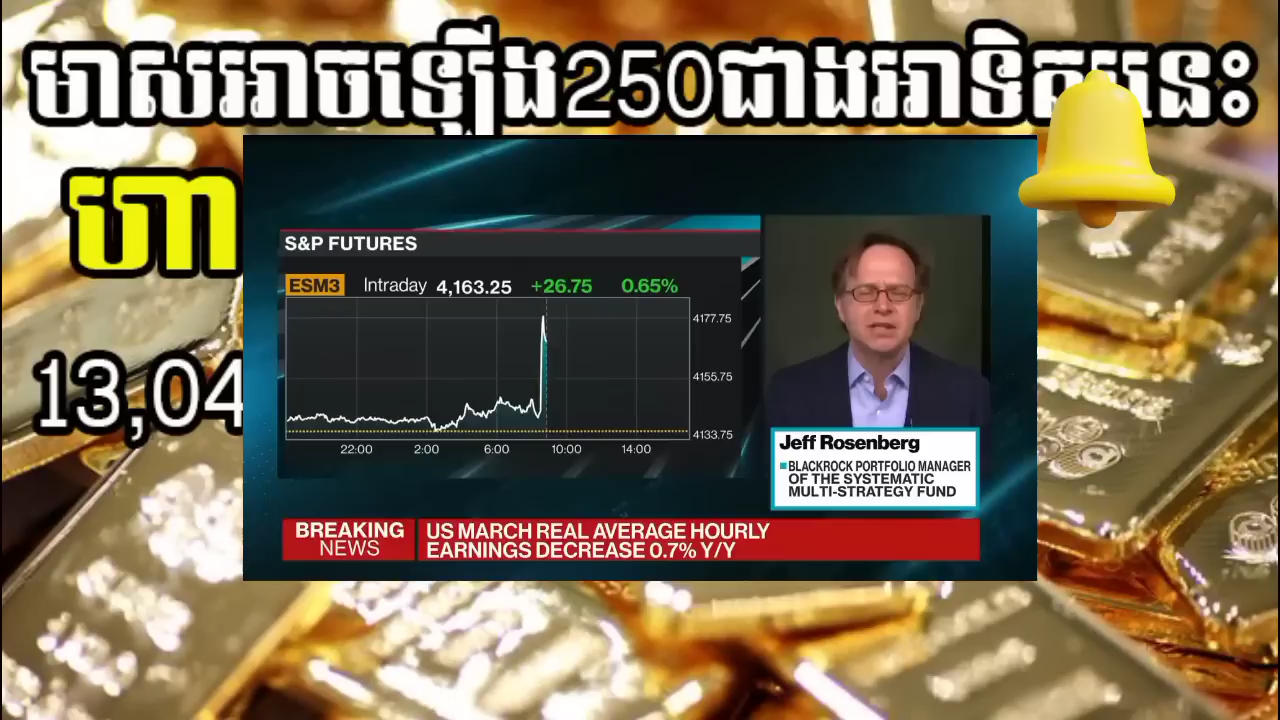 មាសអាចឡើង250ជាងអាទិត្យនេះ
ហា
13,04
S&P FUTURES
ESM3 Intraday 4,163.25 +26.75 0.65%
4177.75
4155.75
4133.75
22:00 2:00 6:00 10:00 14:00
Jeff Rosenberg
BLACKROCK PORTFOLIO MANAGER
OF THE SYSTEMATIC
MULTI-STRATEGY FUND
BREAKING NEWS
US MARCH REAL AVERAGE HOURLY
EARNINGS DECREASE 0.7% Y/Y